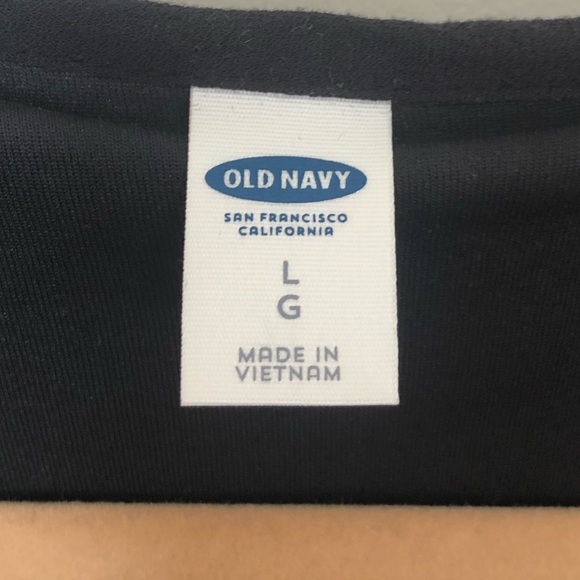 OLD NAVY
SAN FRANCISCO
CALIFORNIA
L
G
MADE IN
VIETNAM